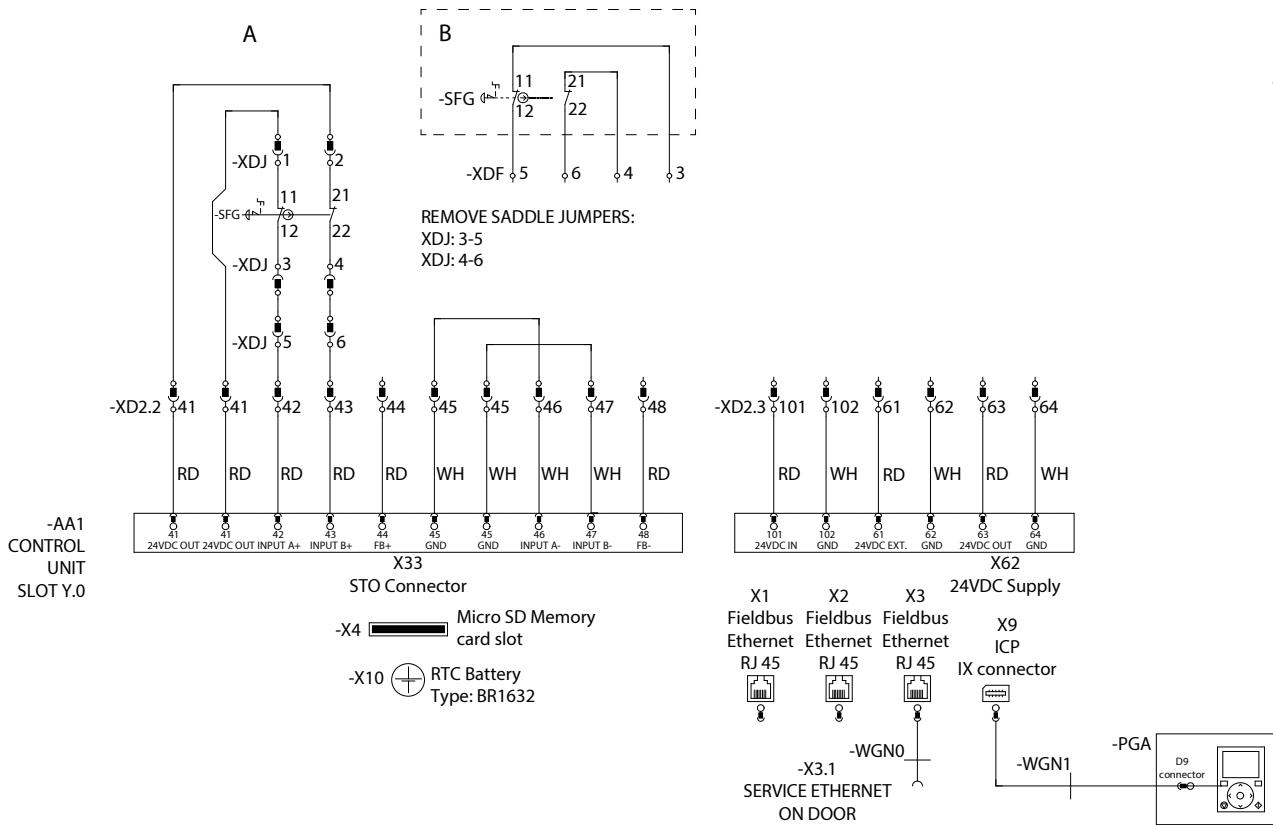 A
B
-SFG
11
12
21
22
-XDF 5 6 4 3
REMOVE SADDLE JUMPERS:
XDJ: 3-5
XDJ: 4-6
-XDJ 1 2
-SFG
11
12
21
22
-XDJ 3 4
-XDJ 5 6
-XD2.2 41 41 42 43 44 45 45 46 47 48
-XD2.3 101 102 61 62 63 64
RD RD RD RD RD WH WH WH WH RD
RD WH RD WH RD WH
-AA1
CONTROL
UNIT
SLOT Y.0
41 41 42 43 44 45 45 46 47 48
24VDC OUT 24VDC OUT INPUT A+ INPUT B+ FB+ GND GND INPUT A- INPUT B- FB-
X33
STO Connector
101 102 61 62 63 64
24VDC IN GND 24VDC EXT. GND 24VDC OUT GND
X62
24VDC Supply
-X4
Micro SD Memory
card slot
-X10
RTC Battery
Type: BR1632
X1
Fieldbus
Ethernet
RJ 45
X2
Fieldbus
Ethernet
RJ 45
X3
Fieldbus
Ethernet
RJ 45
X9
ICP
IX connector
-WGN0
-X3.1
SERVICE ETHERNET
ON DOOR
-WGN1
-PGA
D9
connector